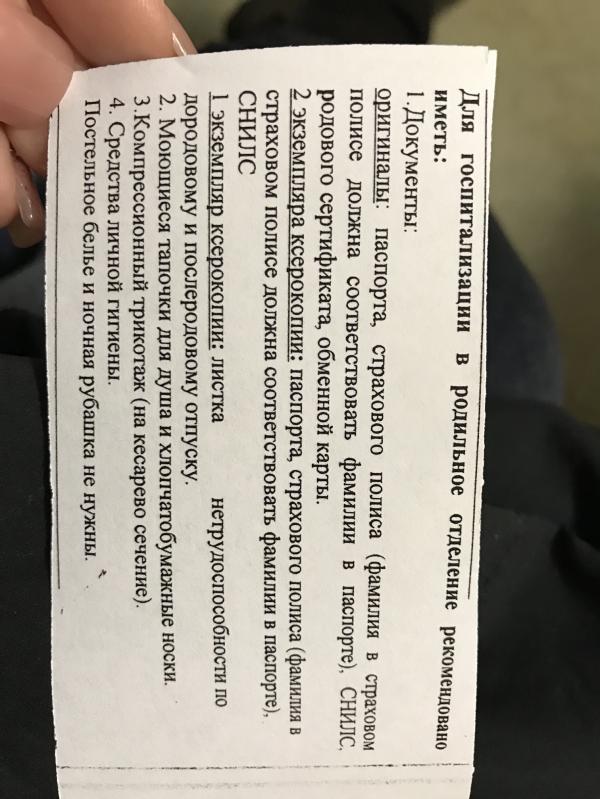 Для госпитализации в родильное отделение рекомендовано
иметь:
1.Документы:
оригиналы: паспорта, страхового полиса (фамилия в страховом
полисе должна соответствовать фамилии в паспорте), СНИЛС,
родового сертификата, обменной карты.
2 экземпляра ксерокопии: паспорта, страхового полиса (фамилия в
страховом полисе должна соответствовать фамилии в паспорте),
СНИЛС
1 экземпляр ксерокопии: листка нетрудоспособности по
дородовому и послеродовому отпуску.
2. Моющиеся тапочки для душа и хлопчатобумажные носки.
3.Компрессионный трикотаж (на кесарево сечение).
4. Средства личной гигиены.
Постельное белье и ночная рубашка не нужны.